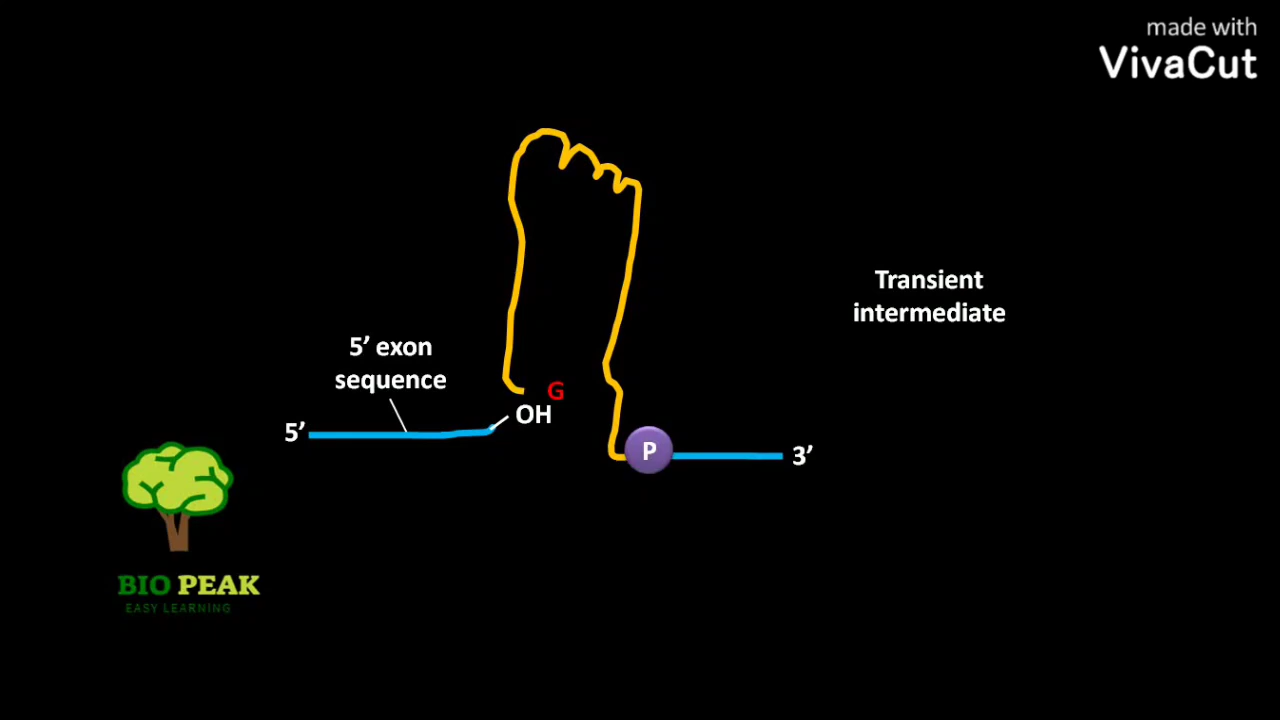 made with
VivaCut
Transient
intermediate
5’ exon
sequence
G
OH
5’
P
3’
BIO PEAK
EASY LEARNING